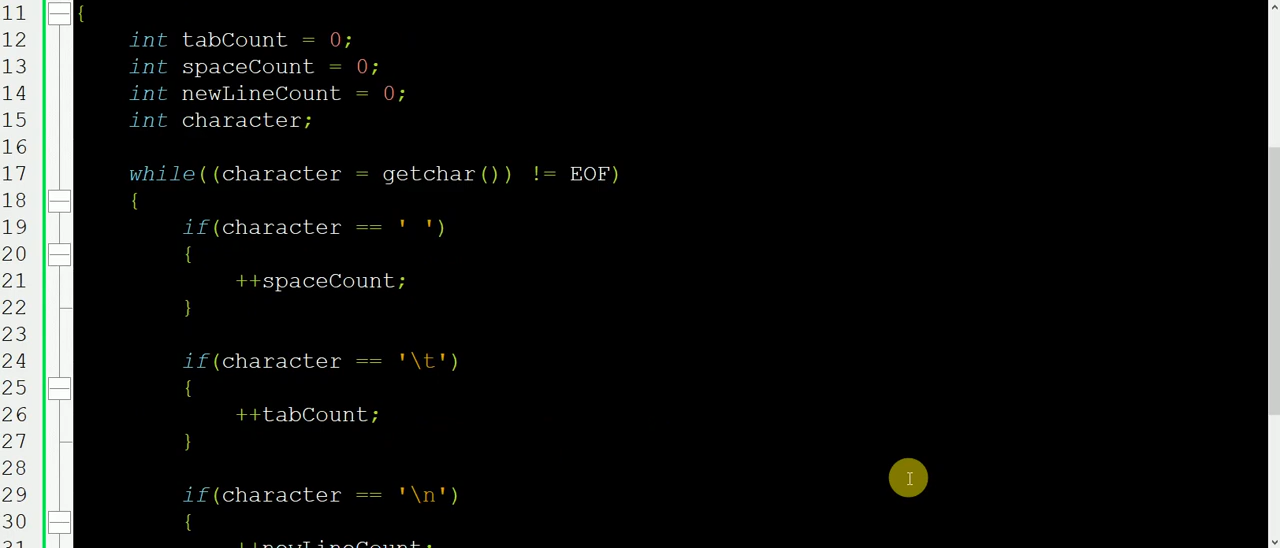 11 {
12     int tabCount = 0;
13     int spaceCount = 0;
14     int newLineCount = 0;
15     int character;
16
17     while((character = getchar()) != EOF)
18     {
19         if(character == ' ')
20         {
21             ++spaceCount;
22         }
23
24         if(character == '\t')
25         {
26             ++tabCount;
27         }
28
29         if(character == '\n')
30         {
31             ++newLineCount;